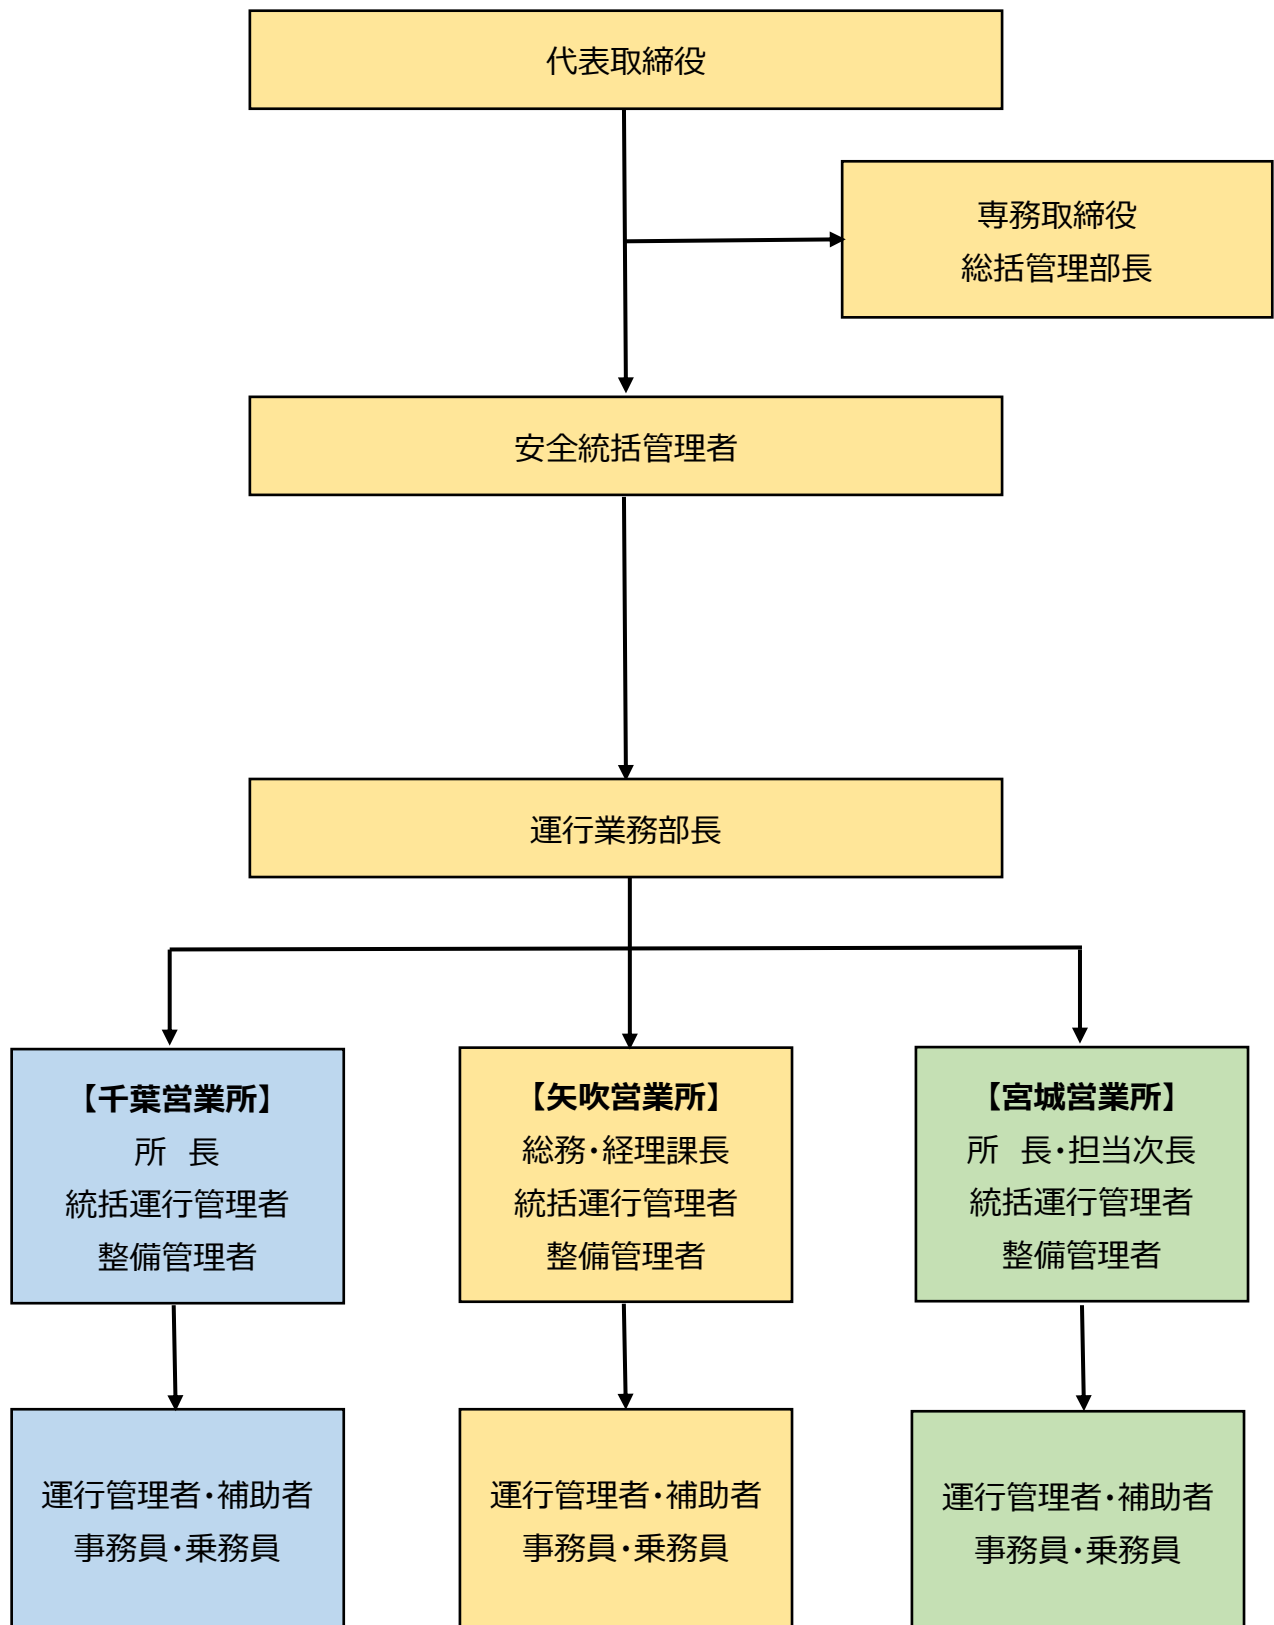 代表取締役
専務取締役
総括管理部長
安全統括管理者
運行業務部長
【千葉営業所】
所　長
統括運行管理者
整備管理者
【矢吹営業所】
総務・経理課長
統括運行管理者
整備管理者
【宮城営業所】
所　長・担当次長
統括運行管理者
整備管理者
運行管理者・補助者
事務員・乗務員
運行管理者・補助者
事務員・乗務員
運行管理者・補助者
事務員・乗務員